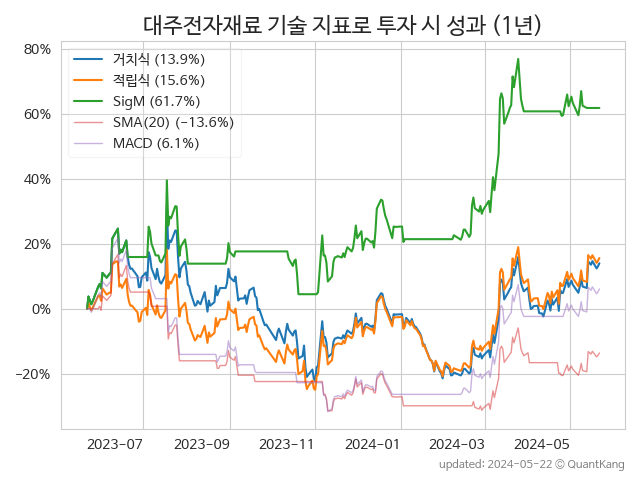 대주전자재료 기술 지표로 투자 시 성과 (1년)
80%
60%
40%
20%
0%
−20%
거치식 (13.9%)
적립식 (15.6%)
SigM (61.7%)
SMA(20) (−13.6%)
MACD (6.1%)
2023-07
2023-09
2023-11
2024-01
2024-03
2024-05
updated: 2024-05-22 © QuantKang